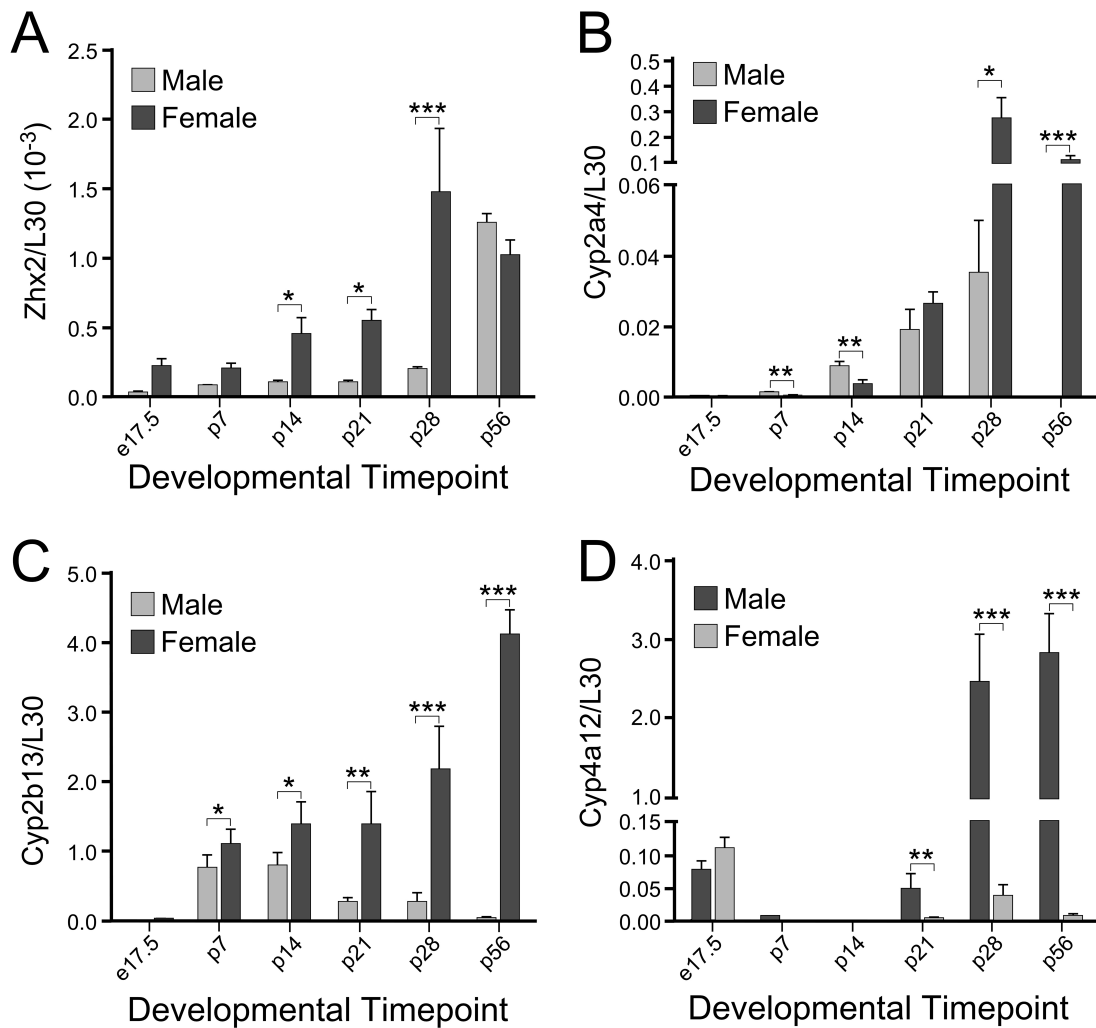 A
Zhx2/L30 (10-3)
2.5
2.0
1.5
1.0
0.5
0.0
Male
Female
***
*
*
e17.5
p7
p14
p21
p28
p56
Developmental Timepoint
B
Cyp2a4/L30
0.5
0.4
0.3
0.2
0.1
0.06
0.04
0.02
0.00
Male
Female
*
***
**
**
e17.5
p7
p14
p21
p28
p56
Developmental Timepoint
C
Cyp2b13/L30
5.0
4.0
3.0
2.0
1.0
0.0
Male
Female
***
***
**
*
*
e17.5
p7
p14
p21
p28
p56
Developmental Timepoint
D
Cyp4a12/L30
4.0
3.0
2.0
1.0
0.15
0.10
0.05
0.00
Male
Female
***
***
**
e17.5
p7
p14
p21
p28
p56
Developmental Timepoint